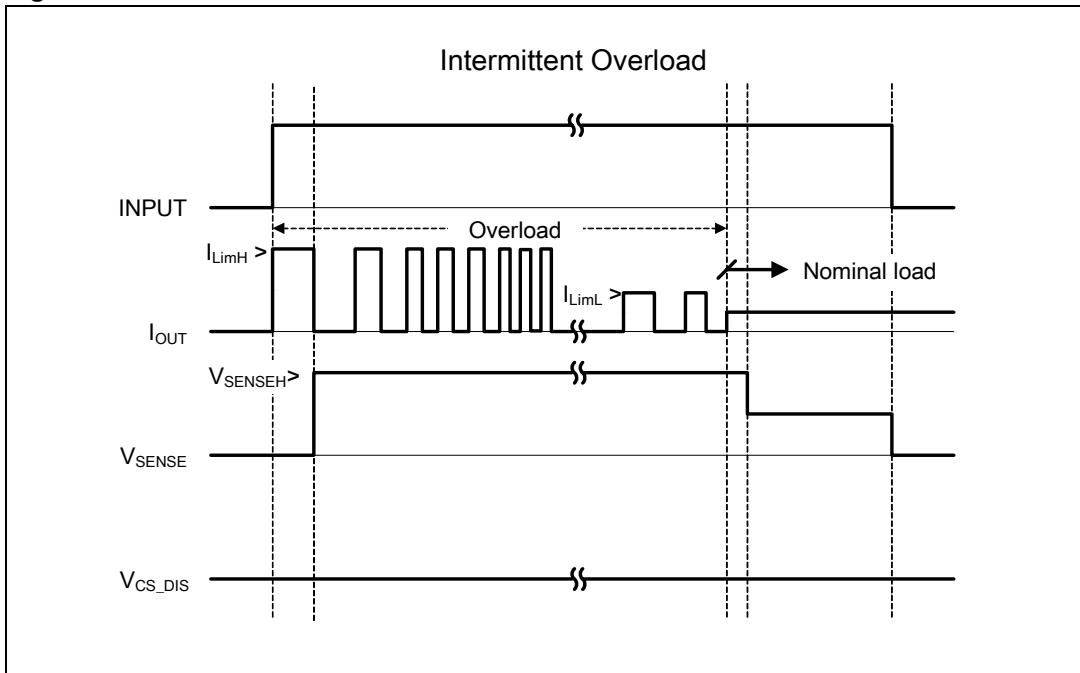 Intermittent Overload
INPUT
Overload
I_LimH >
Nominal load
I_LimL >
I_OUT
V_SENSEH>
V_SENSE
V_CS_DIS